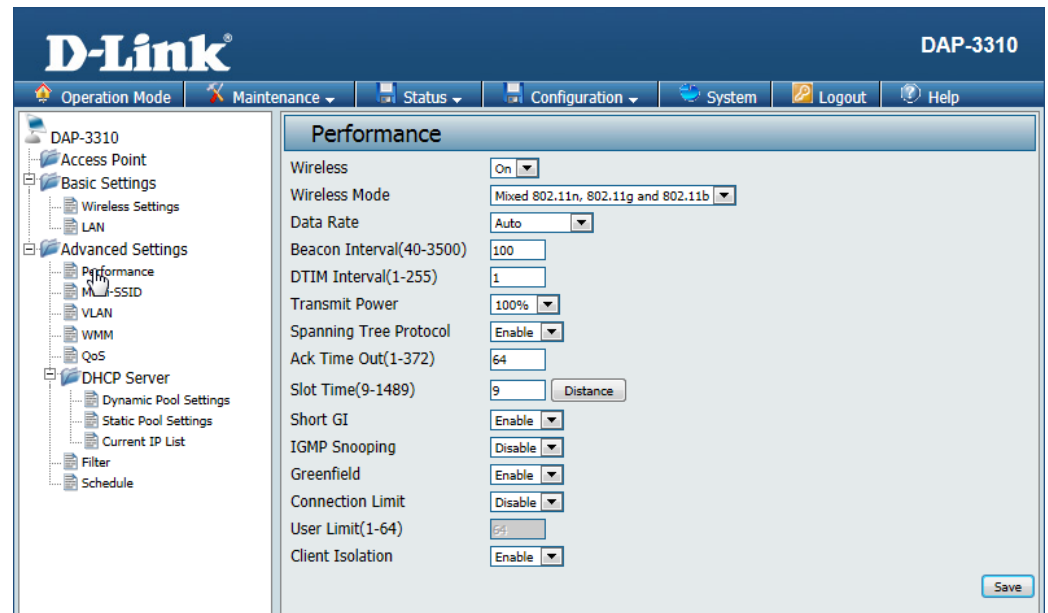 D-Link®
DAP-3310
Operation Mode Maintenance Status Configuration System Logout Help
DAP-3310
Access Point
Basic Settings
Wireless Settings
LAN
Advanced Settings
Performance
Multi-SSID
VLAN
WMM
QoS
DHCP Server
Dynamic Pool Settings
Static Pool Settings
Current IP List
Filter
Schedule
Performance
Wireless On
Wireless Mode Mixed 802.11n, 802.11g and 802.11b
Data Rate Auto
Beacon Interval(40-3500) 100
DTIM Interval(1-255) 1
Transmit Power 100%
Spanning Tree Protocol Enable
Ack Time Out(1-372) 64
Slot Time(9-1489) 9 Distance
Short GI Enable
IGMP Snooping Disable
Greenfield Enable
Connection Limit Disable
User Limit(1-64) 64
Client Isolation Enable
Save